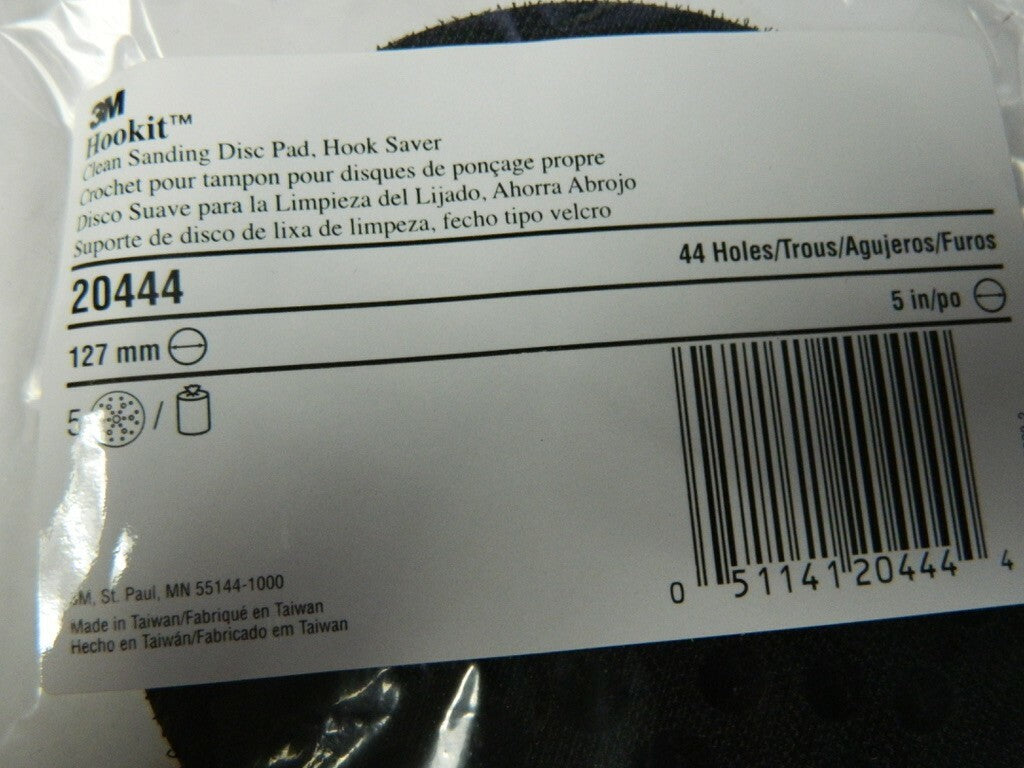 3M
Hookit™
Clean Sanding Disc Pad, Hook Saver
Crochet pour tampon pour disques de ponçage propre
Disco Suave para la Limpieza del Lijado, Ahorra Abrojo
Suporte de disco de lixa de limpeza, fecho tipo velcro
20444
44 Holes/Trous/Agujeros/Furos
127 mm
5 in/po
5 /
3M, St. Paul, MN 55144-1000
Made in Taiwan/Fabriqué en Taiwan
Hecho en Taiwán/Fabricado em Taiwan
0 51141 20444 4